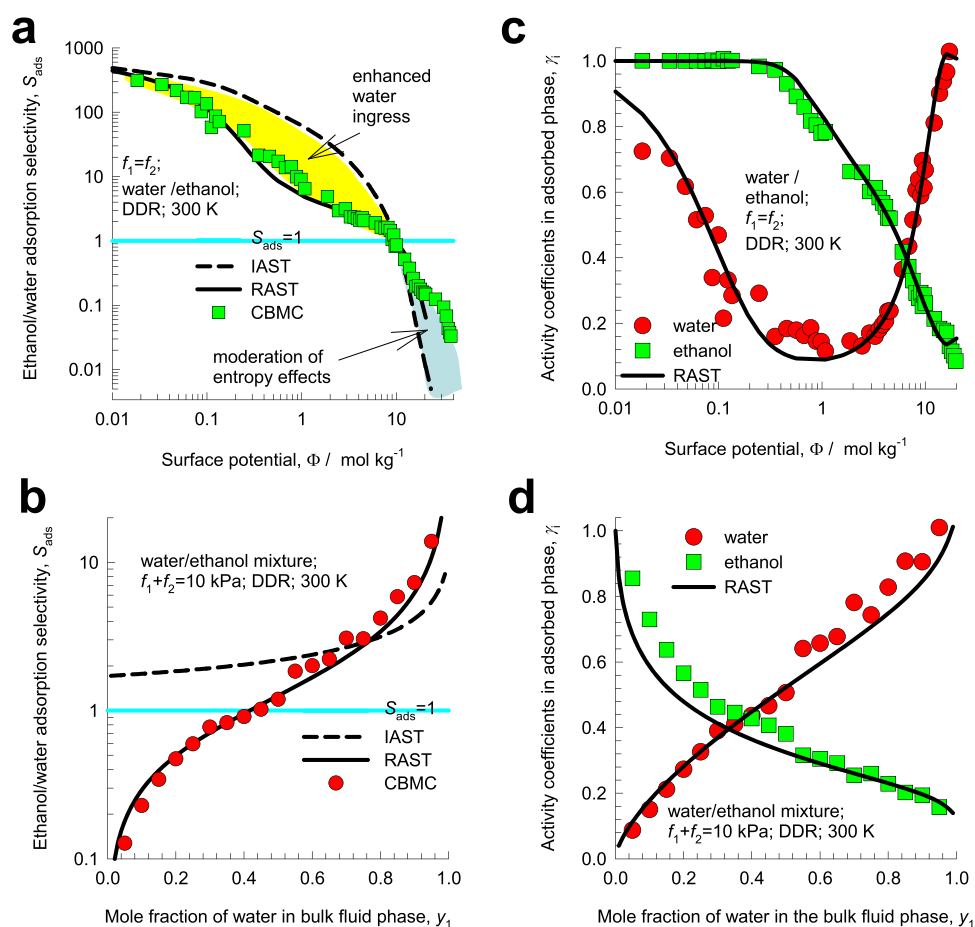 a
Ethanol/water adsorption selectivity, S_ads
1000
100
10
1
0.1
0.01
enhanced
water
ingress
f1=f2;
water /ethanol;
DDR; 300 K
S_ads=1
IAST
RAST
CBMC
moderation of
entropy effects
0.01 0.1 1 10
Surface potential, Φ / mol kg⁻¹
c
Activity coefficients in adsorbed phase, γi
1.0
0.8
0.6
0.4
0.2
0.0
water /
ethanol;
f1=f2;
DDR; 300 K
water
ethanol
RAST
0.01 0.1 1 10
Surface potential, Φ / mol kg⁻¹
b
Ethanol/water adsorption selectivity, S_ads
10
1
0.1
water/ethanol mixture;
f1+f2=10 kPa; DDR; 300 K
S_ads=1
IAST
RAST
CBMC
0.0 0.2 0.4 0.6 0.8 1.0
Mole fraction of water in bulk fluid phase, y1
d
Activity coefficients in adsorbed phase, γi
1.0
0.8
0.6
0.4
0.2
0.0
water
ethanol
RAST
water/ethanol mixture;
f1+f2=10 kPa; DDR; 300 K
0.0 0.2 0.4 0.6 0.8 1.0
Mole fraction of water in the bulk fluid phase, y1